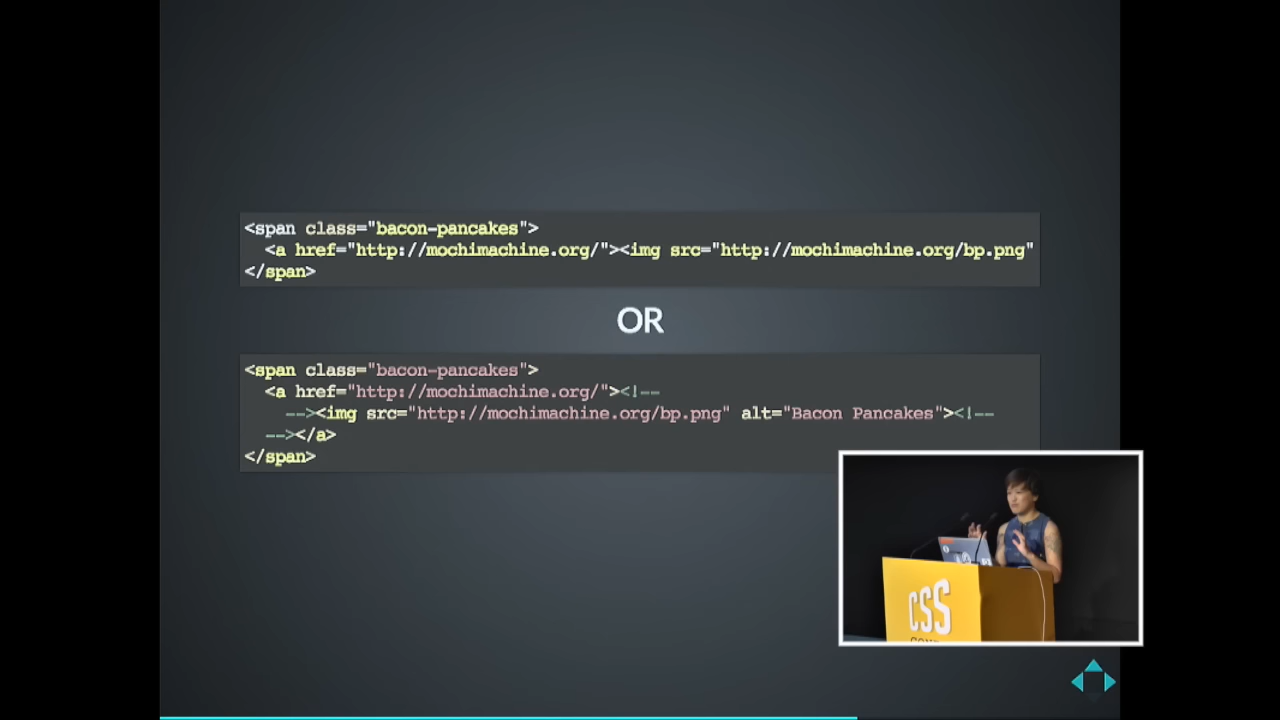 <span class="bacon-pancakes">
<a href="http://mochimachine.org/"><img src="http://mochimachine.org/bp.png"
</span>
OR
<span class="bacon-pancakes">
<a href="http://mochimachine.org/"><!--
--><img src="http://mochimachine.org/bp.png" alt="Bacon Pancakes"><!--
--></a>
</span>
CSS